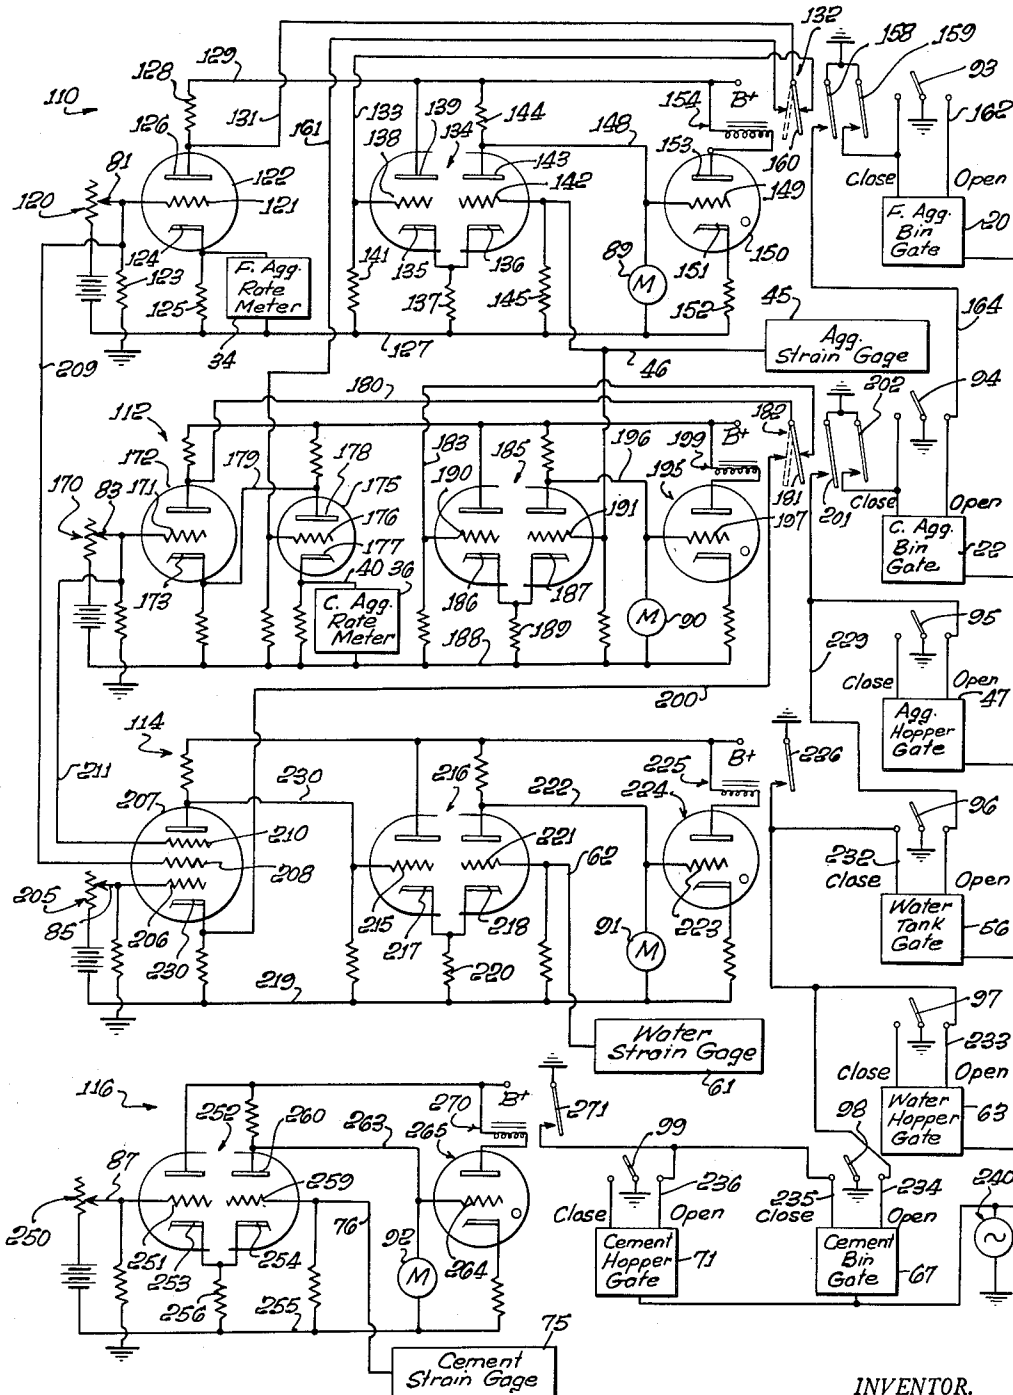 132
158
159
128
129
133
139
134
144
148
154
B+
93
162
110
126
131
161
138
143
153
160
Close
Open
120
81
122
121
142
149
F. Agg.
Bin
Gate
20
124
123
125
F. Agg.
Rate
Meter
34
141
135
136
137
145
89
M
151
150
152
45
Agg.
Strain Gage
164
127
209
180
46
202
94
112
172
179
183
185
196
199
B+
182
178
190
195
170
83
171
175
191
181
201
Close
Open
176
197
C. Agg.
Bin
Gate
22
173
177
40
36
C. Agg.
Rate
Meter
186
187
189
188
M
90
95
229
200
Close
Open
47
Agg.
Hopper
Gate
114
211
230
216
222
B+
225
226
207
224
210
221
62
96
208
232
Close
Open
205
85
206
230
215
217
218
91
M
223
Water
Tank
Gate
56
219
220
97
233
Water
Strain Gage
61
Close
Open
Water
Hopper
Gate
63
116
252
260
263
270
B+
265
271
98
99
87
259
236
235
234
240
250
76
Close
Open
Close
Open
251
253
254
92
M
264
Cement
Hopper
Gate
71
Cement
Bin
Gate
67
256
255
75
Cement
Strain Gage
INVENTOR.